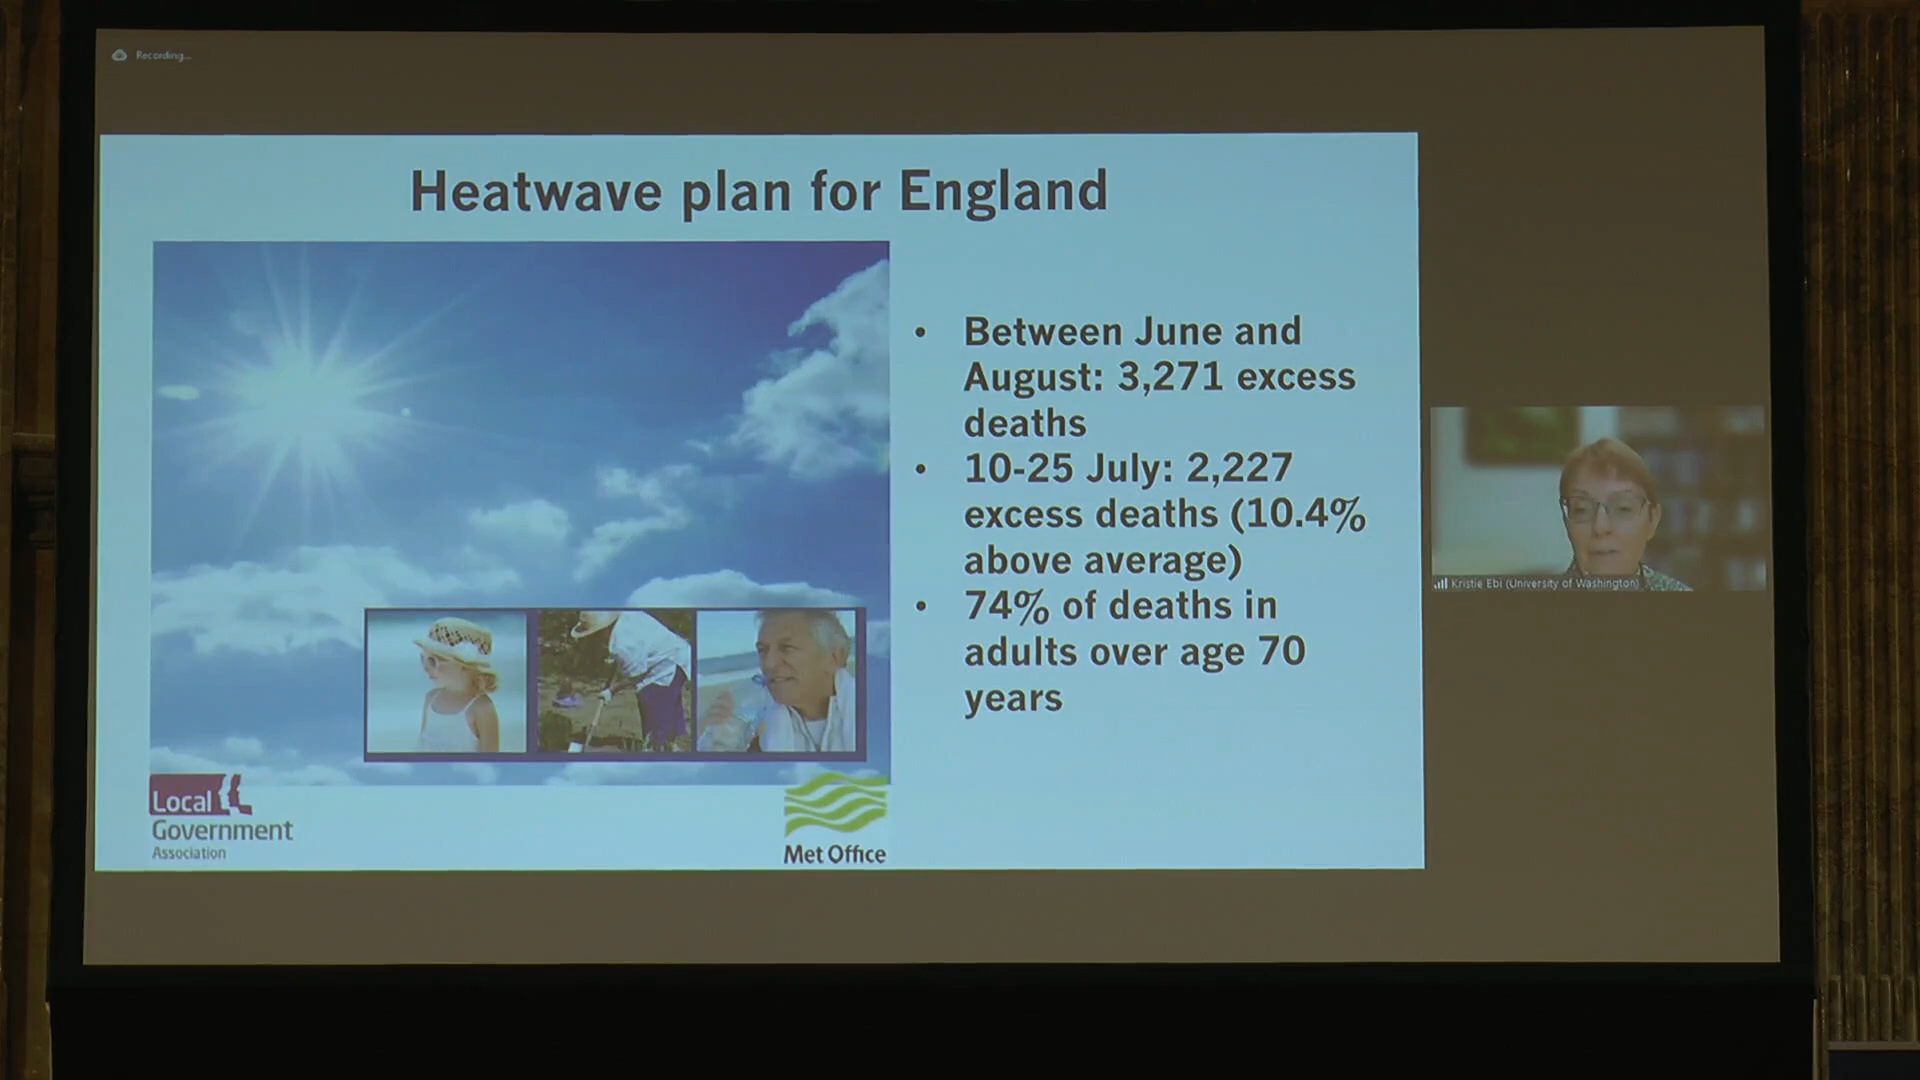 Recording...
Heatwave plan for England
• Between June and
August: 3,271 excess
deaths
• 10-25 July: 2,227
excess deaths (10.4%
above average)
• 74% of deaths in
adults over age 70
years
Kristie Ebi (University of Washington)
Local
Government
Association
Met Office